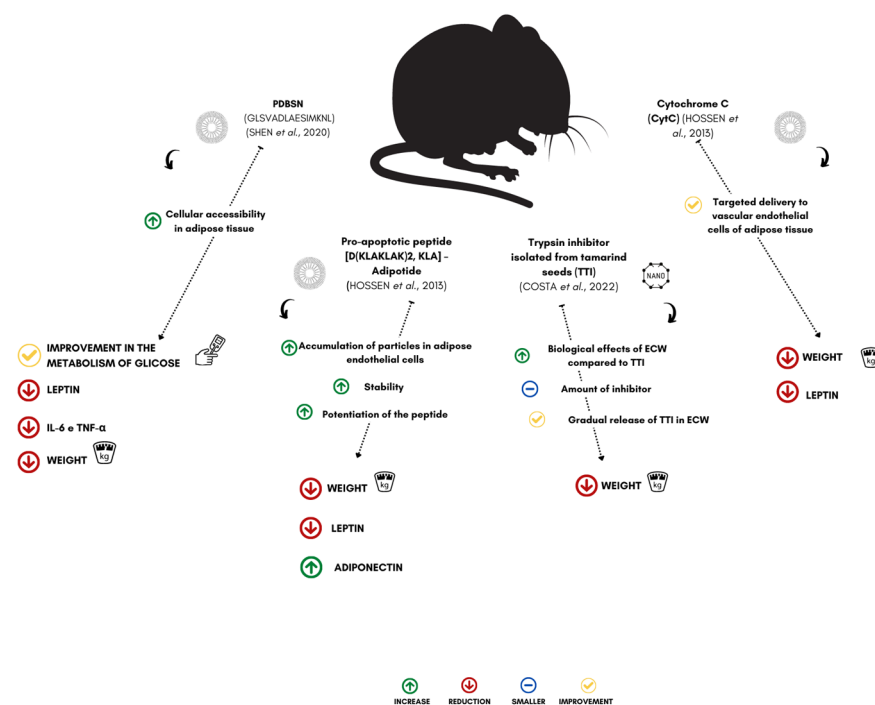 PDBSN
(GLSVADLAESIMKNL)
(SHEN et al., 2020)
Cellular accessibility
in adipose tissue
IMPROVEMENT IN THE
METABOLISM OF GLICOSE
LEPTIN
IL-6 e TNF-α
WEIGHT
kg
Pro-apoptotic peptide
[D(KLAKLAK)2, KLA] –
Adipotide
(HOSSEN et al., 2013)
Accumulation of particles in adipose
endothelial cells
Stability
Potentiation of the peptide
WEIGHT
kg
LEPTIN
ADIPONECTIN
Trypsin inhibitor
isolated from tamarind
seeds (TTI)
(COSTA et al., 2022)
NANO
Biological effects of ECW
compared to TTI
Amount of inhibitor
Gradual release of TTI in ECW
WEIGHT
kg
Cytochrome C
(CytC) (HOSSEN et
al., 2013)
Targeted delivery to
vascular endothelial
cells of adipose tissue
WEIGHT
kg
LEPTIN
INCREASE
REDUCTION
SMALLER
IMPROVEMENT